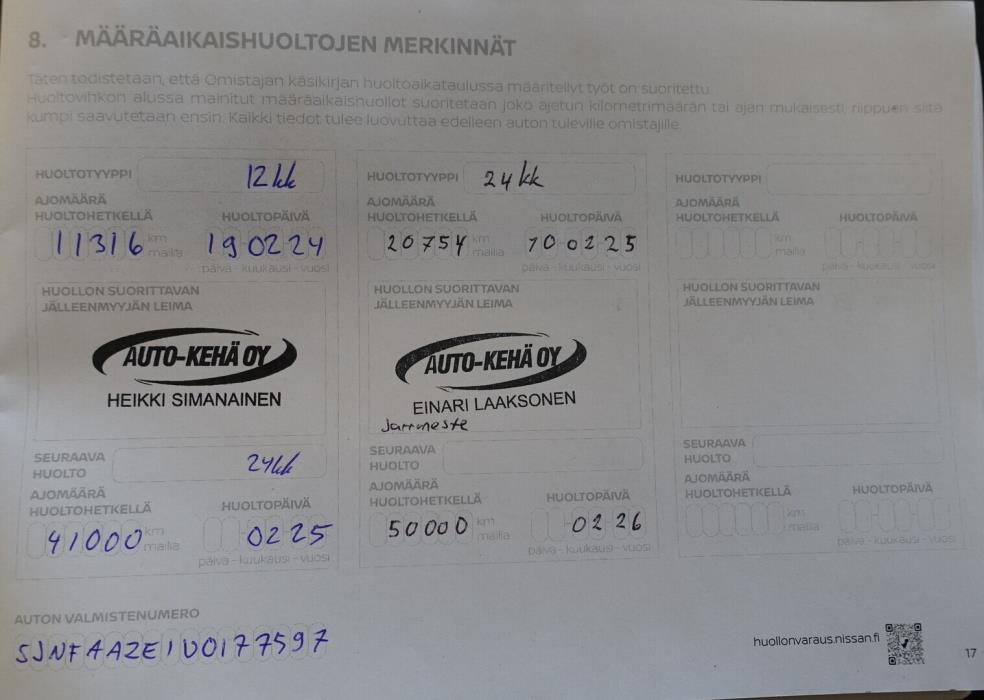 8. MÄÄRÄAIKAISHUOLTOJEN MERKINNÄT
Täten todistetaan, että Omistajan käsikirjan huoltoaikataulussa määritellyt työt on suoritettu.
Huoltovihkon alussa mainitut määräaikaishuollot suoritetaan joko ajetun kilometrimäärän tai ajan mukaisesti, riippuen siitä
kumpi saavutetaan ensin. Kaikki tiedot tulee luovuttaa edelleen auton tuleville omistajille.
HUOLTOTYYPPI 12 kk
AJOMÄÄRÄ
HUOLTOHETKELLÄ HUOLTOPÄIVÄ
11316 km 190224
mailia
päivä - kuukausi - vuosi
HUOLLON SUORITTAVAN
JÄLLEENMYYJÄN LEIMA
AUTO-KEHÄ OY
HEIKKI SIMANAINEN
SEURAAVA
HUOLTO 24kk
AJOMÄÄRÄ
HUOLTOHETKELLÄ HUOLTOPÄIVÄ
41000 km 0225
mailia
päivä - kuukausi - vuosi
HUOLTOTYYPPI 24 kk
AJOMÄÄRÄ
HUOLTOHETKELLÄ HUOLTOPÄIVÄ
20754 km 100225
mailia
päivä - kuukausi - vuosi
HUOLLON SUORITTAVAN
JÄLLEENMYYJÄN LEIMA
AUTO-KEHÄ OY
EINARI LAAKSONEN
Jarrneste
SEURAAVA
HUOLTO
AJOMÄÄRÄ
HUOLTOHETKELLÄ HUOLTOPÄIVÄ
50000 km 0226
mailia
päivä - kuukausi - vuosi
HUOLTOTYYPPI
AJOMÄÄRÄ
HUOLTOHETKELLÄ HUOLTOPÄIVÄ
km
mailia
päivä - kuukausi - vuosi
HUOLLON SUORITTAVAN
JÄLLEENMYYJÄN LEIMA
SEURAAVA
HUOLTO
AJOMÄÄRÄ
HUOLTOHETKELLÄ HUOLTOPÄIVÄ
km
mailia
päivä - kuukausi - vuosi
AUTON VALMISTENUMERO
SJNFAAZE1U0177597
huollonvaraus.nissan.fi
17